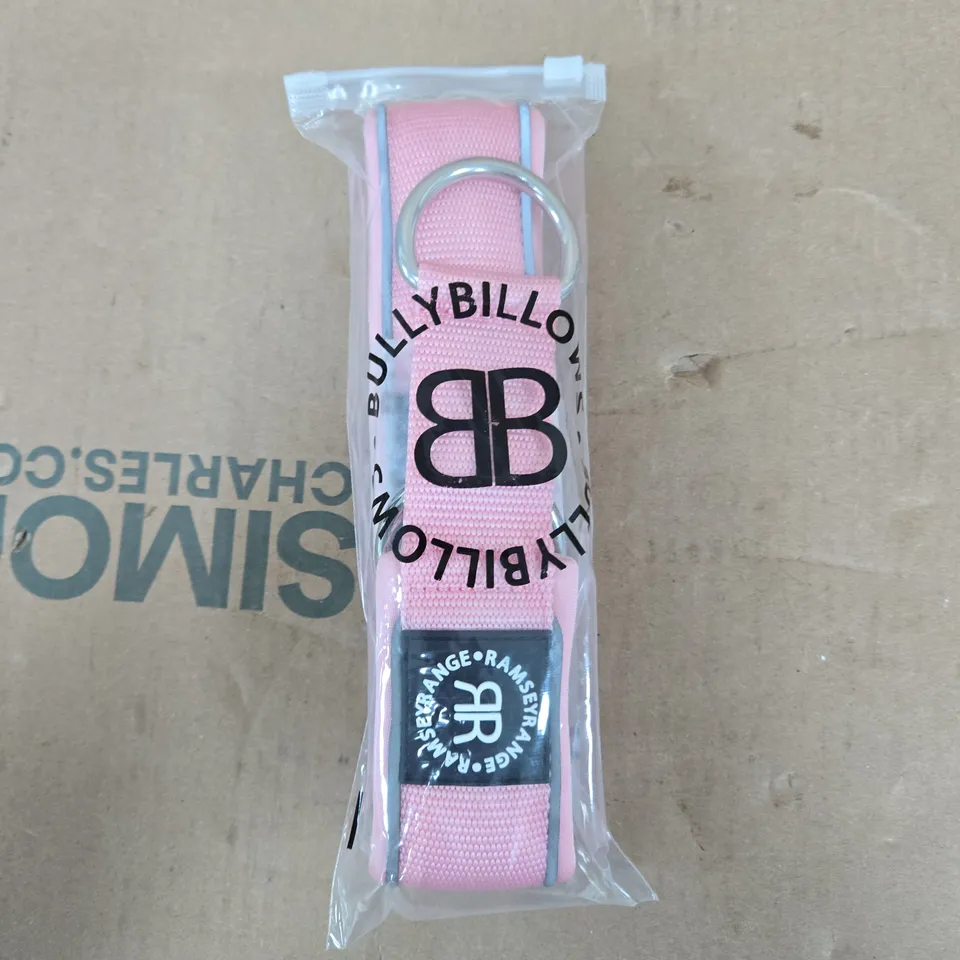 BULLYBILLOWS · BULLYBILLOWS ·
BB
RAMSEYRANGE•RAMSEYRANGE•
RR
SIMO
CHARLES.CO